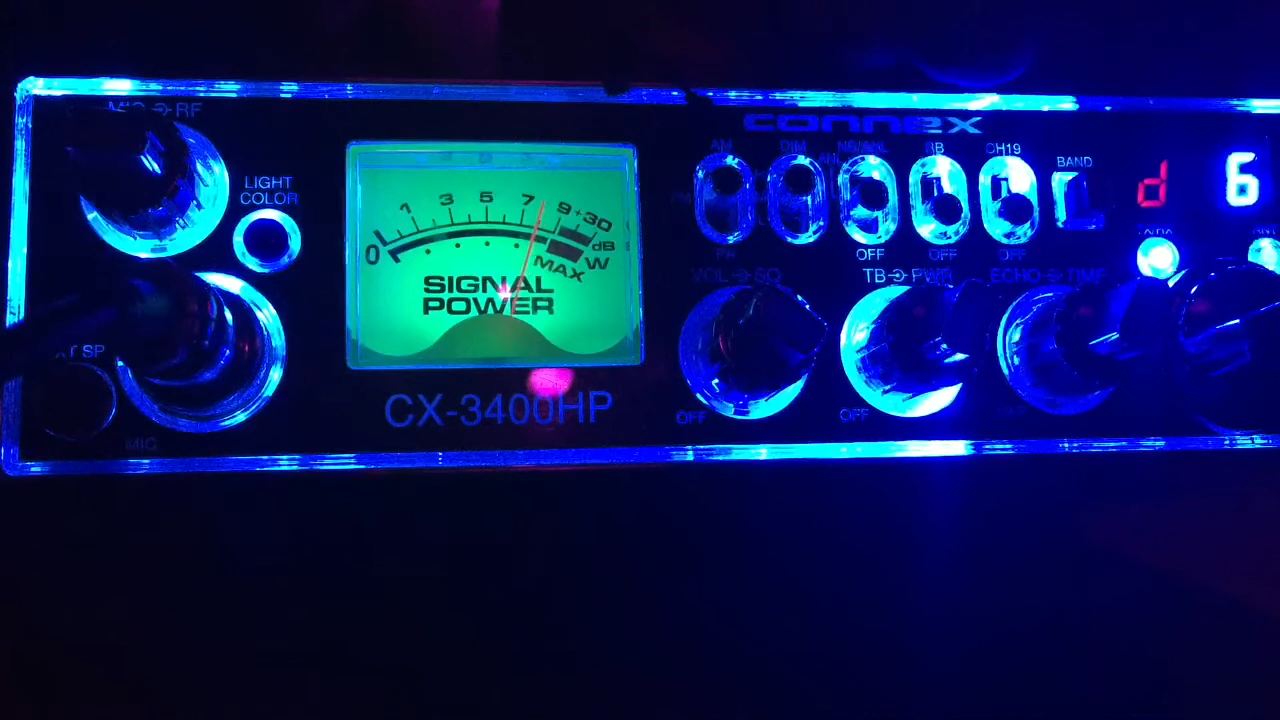 MIC RF
connex
AM DIM NB/ANL RB CH19
BAND
LIGHT
COLOR
1 3 5 7 9 +30
0 dB
MAX W
SIGNAL
POWER
d 6
PA OFF OFF OFF
VOL SQ TB PWR ECHO TIME
SP
CX-3400HP
OFF OFF
MIC